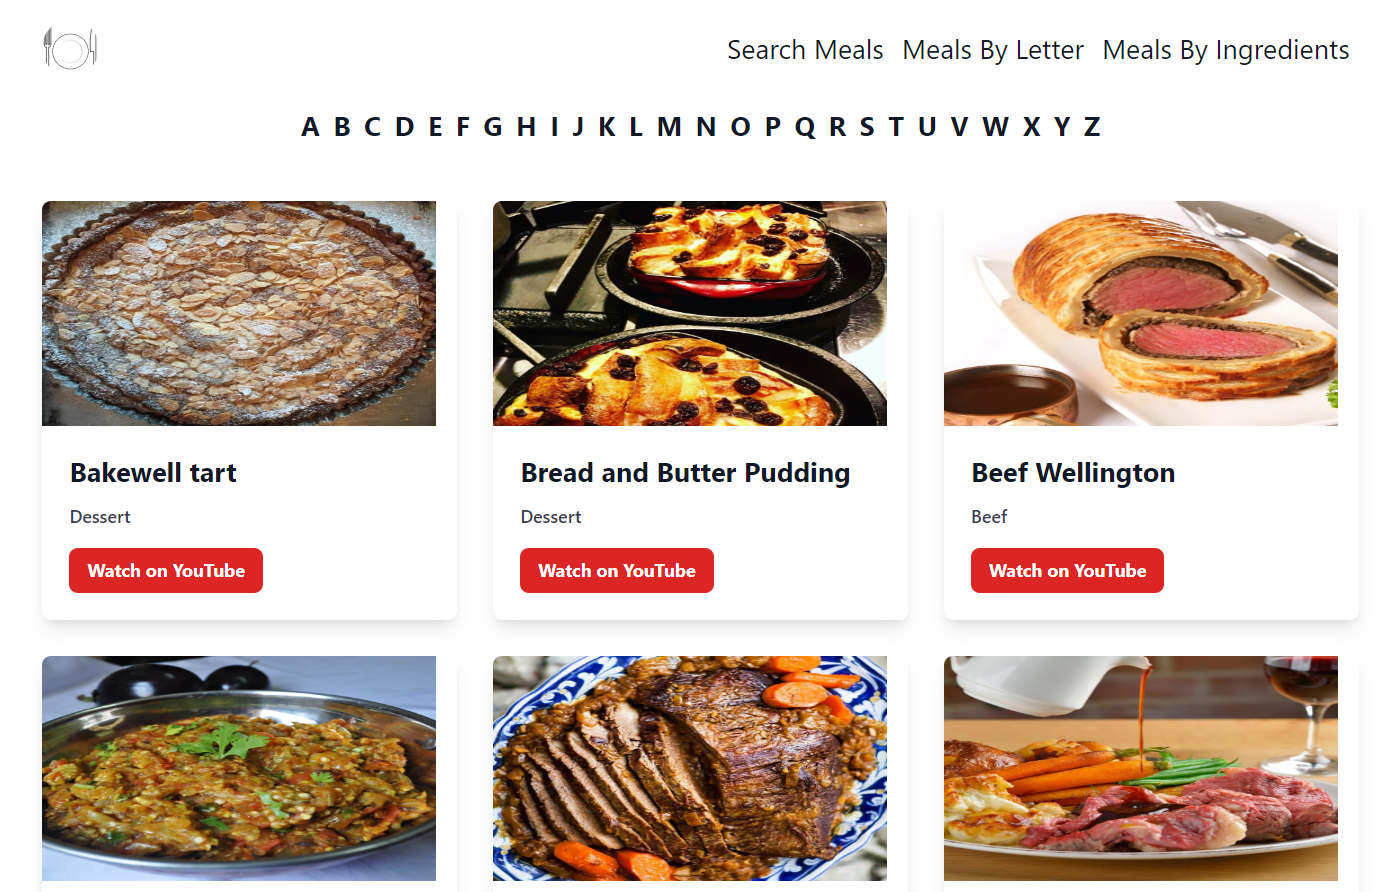 Search Meals Meals By Letter Meals By Ingredients
A B C D E F G H I J K L M N O P Q R S T U V W X Y Z
Bakewell tart
Dessert
Watch on YouTube
Bread and Butter Pudding
Dessert
Watch on YouTube
Beef Wellington
Beef
Watch on YouTube